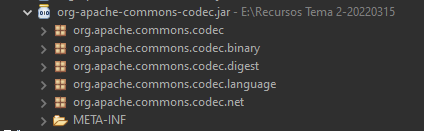 org-apache-commons-codec.jar - E:\Recursos Tema 2-20220315
org.apache.commons.codec
org.apache.commons.codec.binary
org.apache.commons.codec.digest
org.apache.commons.codec.language
org.apache.commons.codec.net
META-INF